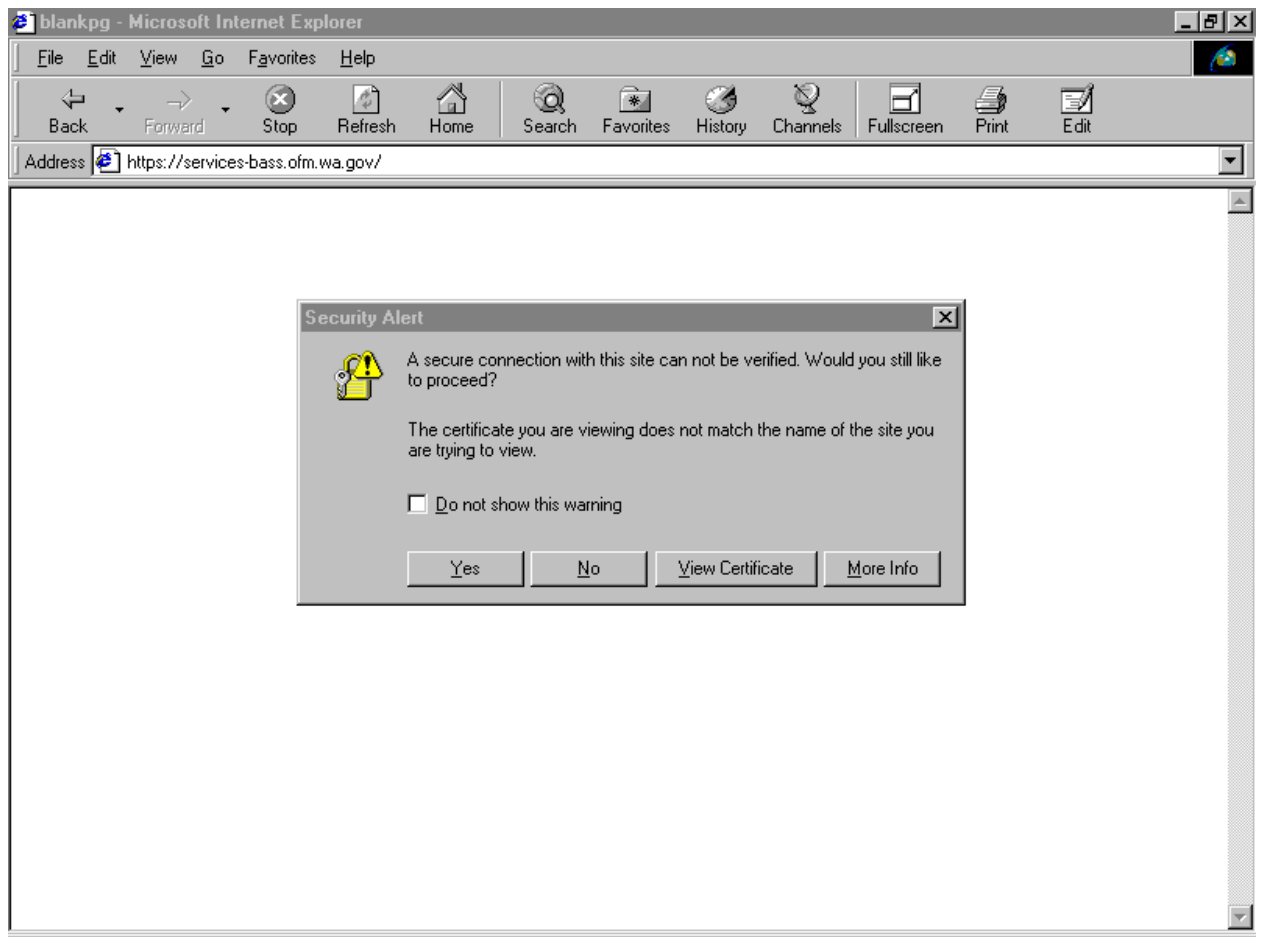 blankpg - Microsoft Internet Explorer
File Edit View Go Favorites Help
Back Forward Stop Refresh Home Search Favorites History Channels Fullscreen Print Edit
Address https://services-bass.ofm.wa.gov/
Security Alert
A secure connection with this site can not be verified. Would you still like
to proceed?
The certificate you are viewing does not match the name of the site you
are trying to view.
Do not show this warning
Yes No View Certificate More Info